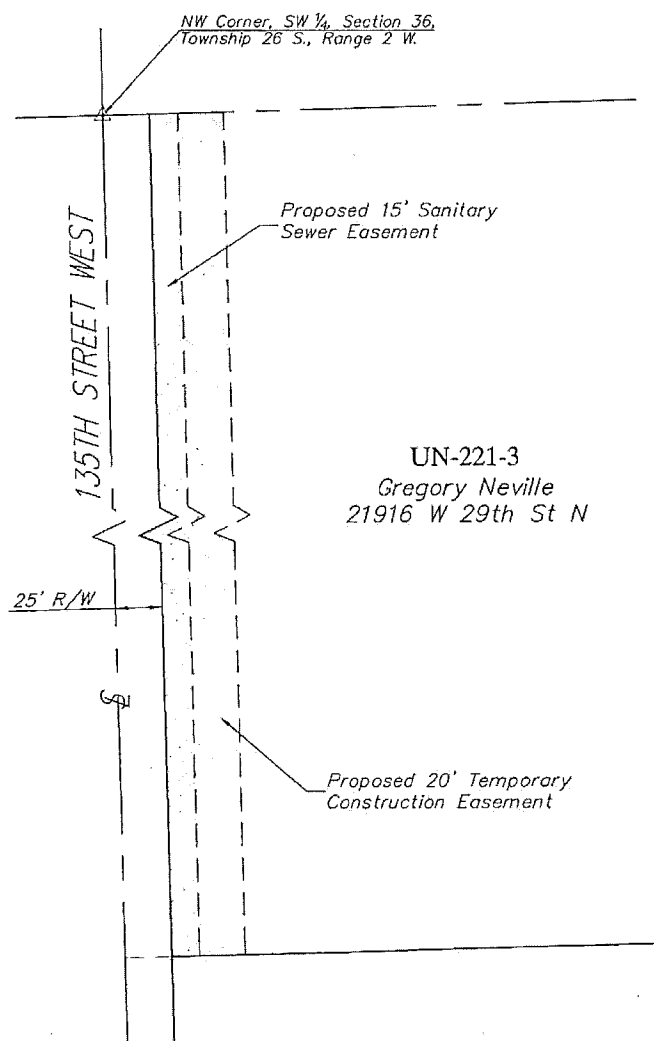 NW Corner, SW ¼, Section 36,
Township 26 S., Range 2 W.
Proposed 15' Sanitary
Sewer Easement
135TH STREET WEST
UN-221-3
Gregory Neville
21916 W 29th St N
25' R/W
Proposed 20' Temporary
Construction Easement